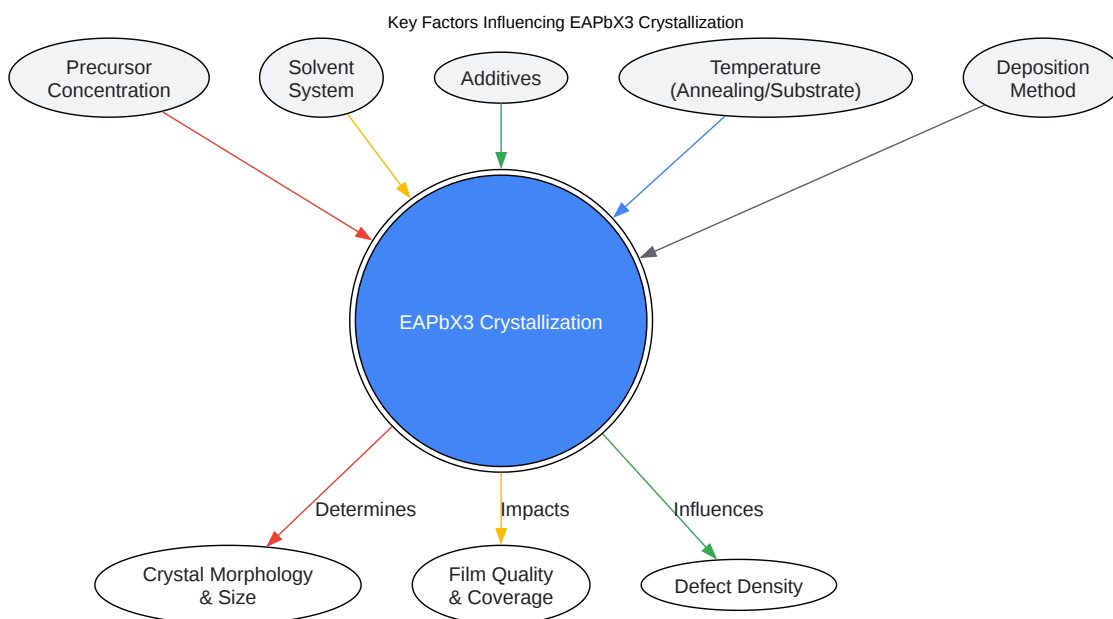 Key Factors Influencing EAPbX3 Crystallization
Precursor
Concentration
Solvent
System
Additives
Temperature
(Annealing/Substrate)
Deposition
Method
EAPbX3 Crystallization
Determines
Impacts
Influences
Crystal Morphology
& Size
Film Quality
& Coverage
Defect Density